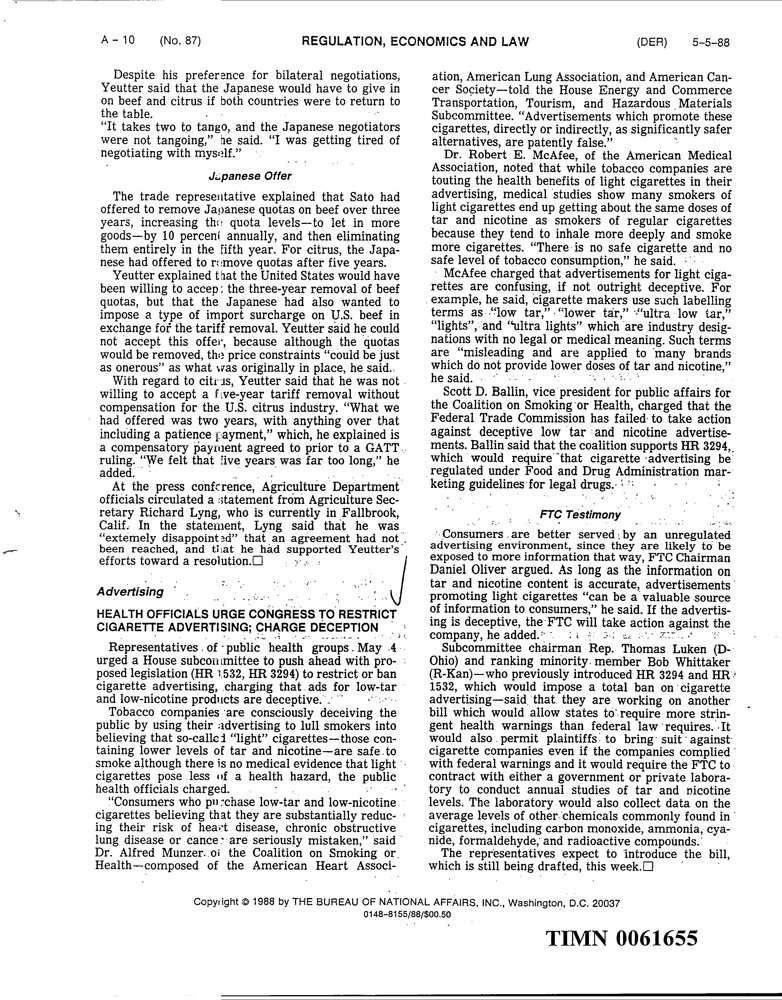 A - 10 (No. 87) REGULATION, ECONOMICS AND LAW (DER) 5-5-88
Despite his preference for bilateral negotiations,
Yeutter said that the Japanese would have to give in
on beef and citrus if both countries were to return to
the table.
"It takes two to tango, and the Japanese negotiators
were not tangoing," he said. "I was getting tired of
negotiating with myself."
Japanese Offer
The trade representative explained that Sato had
offered to remove Japanese quotas on beef over three
years, increasing the quota levels—to let in more
goods—by 10 percent annually, and then eliminating
them entirely in the fifth year. For citrus, the Japa-
nese had offered to remove quotas after five years.
Yeutter explained that the United States would have
been willing to accept the three-year removal of beef
quotas, but that the Japanese had also wanted to
impose a type of import surcharge on U.S. beef in
exchange for the tariff removal. Yeutter said he could
not accept this offer, because although the quotas
would be removed, the price constraints "could be just
as onerous" as what was originally in place, he said.
With regard to citrus, Yeutter said that he was not
willing to accept a five-year tariff removal without
compensation for the U.S. citrus industry. "What we
had offered was two years, with anything over that
including a patience payment," which, he explained is
a compensatory payment agreed to prior to a GATT
ruling. "We felt that five years was far too long," he
added.
At the press conference, Agriculture Department
officials circulated a statement from Agriculture Sec-
retary Richard Lyng, who is currently in Fallbrook,
Calif. In the statement, Lyng said that he was
"extemely disappointed" that an agreement had not
been reached, and that he had supported Yeutter's
efforts toward a resolution.□
Advertising
HEALTH OFFICIALS URGE CONGRESS TO RESTRICT
CIGARETTE ADVERTISING; CHARGE DECEPTION
Representatives of public health groups May 4
urged a House subcommittee to push ahead with pro-
posed legislation (HR 1532, HR 3294) to restrict or ban
cigarette advertising, charging that ads for low-tar
and low-nicotine products are deceptive.
Tobacco companies are consciously deceiving the
public by using their advertising to lull smokers into
believing that so-called "light" cigarettes—those con-
taining lower levels of tar and nicotine—are safe to
smoke although there is no medical evidence that light
cigarettes pose less of a health hazard, the public
health officials charged.
"Consumers who purchase low-tar and low-nicotine
cigarettes believing that they are substantially reduc-
ing their risk of heart disease, chronic obstructive
lung disease or cancer are seriously mistaken," said
Dr. Alfred Munzer of the Coalition on Smoking or
Health—composed of the American Heart Associ-
ation, American Lung Association, and American Can-
cer Society—told the House Energy and Commerce
Transportation, Tourism, and Hazardous Materials
Subcommittee. "Advertisements which promote these
cigarettes, directly or indirectly, as significantly safer
alternatives, are patently false."
Dr. Robert E. McAfee, of the American Medical
Association, noted that while tobacco companies are
touting the health benefits of light cigarettes in their
advertising, medical studies show many smokers of
light cigarettes end up getting about the same doses of
tar and nicotine as smokers of regular cigarettes
because they tend to inhale more deeply and smoke
more cigarettes. "There is no safe cigarette and no
safe level of tobacco consumption," he said.
McAfee charged that advertisements for light ciga-
rettes are confusing, if not outright deceptive. For
example, he said, cigarette makers use such labelling
terms as "low tar," "lower tar," "ultra low tar,"
"lights", and "ultra lights" which are industry desig-
nations with no legal or medical meaning. Such terms
are "misleading and are applied to many brands
which do not provide lower doses of tar and nicotine,"
he said.
Scott D. Ballin, vice president for public affairs for
the Coalition on Smoking or Health, charged that the
Federal Trade Commission has failed to take action
against deceptive low tar and nicotine advertise-
ments. Ballin said that the coalition supports HR 3294,
which would require that cigarette advertising be
regulated under Food and Drug Administration mar-
keting guidelines for legal drugs.
FTC Testimony
Consumers are better served by an unregulated
advertising environment, since they are likely to be
exposed to more information that way, FTC Chairman
Daniel Oliver argued. As long as the information on
tar and nicotine content is accurate, advertisements
promoting light cigarettes "can be a valuable source
of information to consumers," he said. If the advertis-
ing is deceptive, the FTC will take action against the
company, he added.
Subcommittee chairman Rep. Thomas Luken (D-
Ohio) and ranking minority member Bob Whittaker
(R-Kan)—who previously introduced HR 3294 and HR
1532, which would impose a total ban on cigarette
advertising—said that they are working on another
bill which would allow states to require more strin-
gent health warnings than federal law requires. It
would also permit plaintiffs to bring suit against
cigarette companies even if the companies complied
with federal warnings and it would require the FTC to
contract with either a government or private labora-
tory to conduct annual studies of tar and nicotine
levels. The laboratory would also collect data on the
average levels of other chemicals commonly found in
cigarettes, including carbon monoxide, ammonia, cya-
nide, formaldehyde, and radioactive compounds.
The representatives expect to introduce the bill,
which is still being drafted, this week.□
Copyright © 1988 by THE BUREAU OF NATIONAL AFFAIRS, INC., Washington, D.C. 20037
0148-8155/88/$00.50
TIMN 0061655